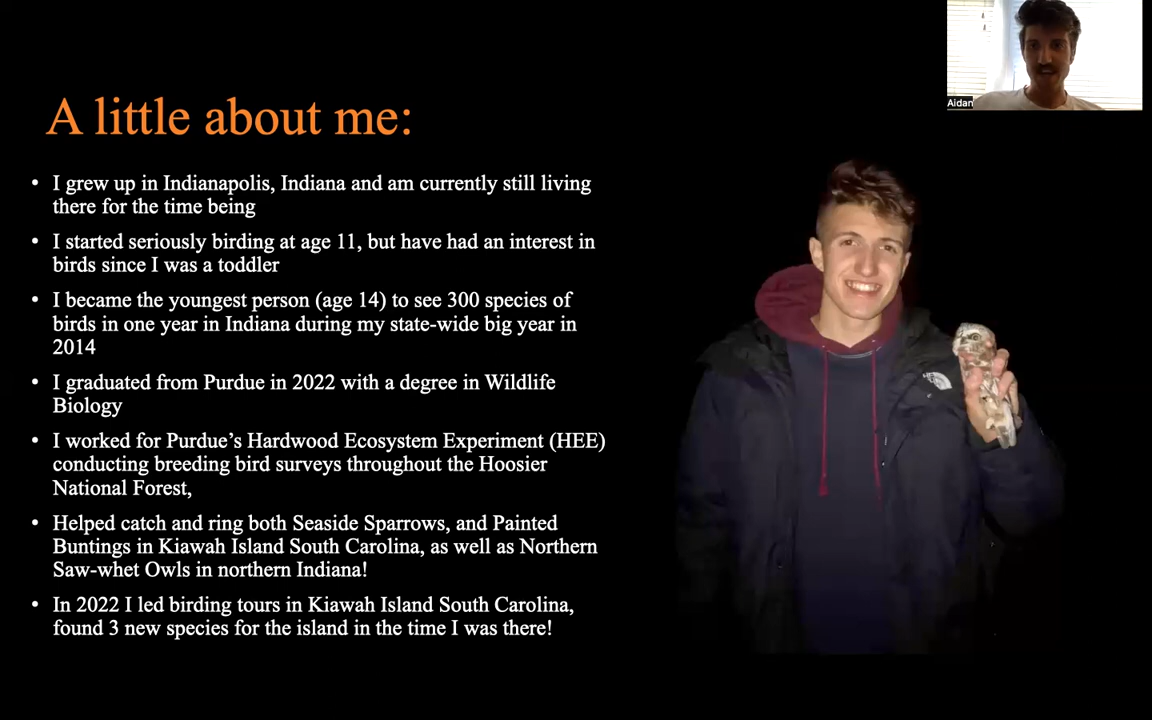 Aidan
A little about me:
• I grew up in Indianapolis, Indiana and am currently still living
there for the time being
• I started seriously birding at age 11, but have had an interest in
birds since I was a toddler
• I became the youngest person (age 14) to see 300 species of
birds in one year in Indiana during my state-wide big year in
2014
• I graduated from Purdue in 2022 with a degree in Wildlife
Biology
• I worked for Purdue’s Hardwood Ecosystem Experiment (HEE)
conducting breeding bird surveys throughout the Hoosier
National Forest,
• Helped catch and ring both Seaside Sparrows, and Painted
Buntings in Kiawah Island South Carolina, as well as Northern
Saw-whet Owls in northern Indiana!
• In 2022 I led birding tours in Kiawah Island South Carolina,
found 3 new species for the island in the time I was there!